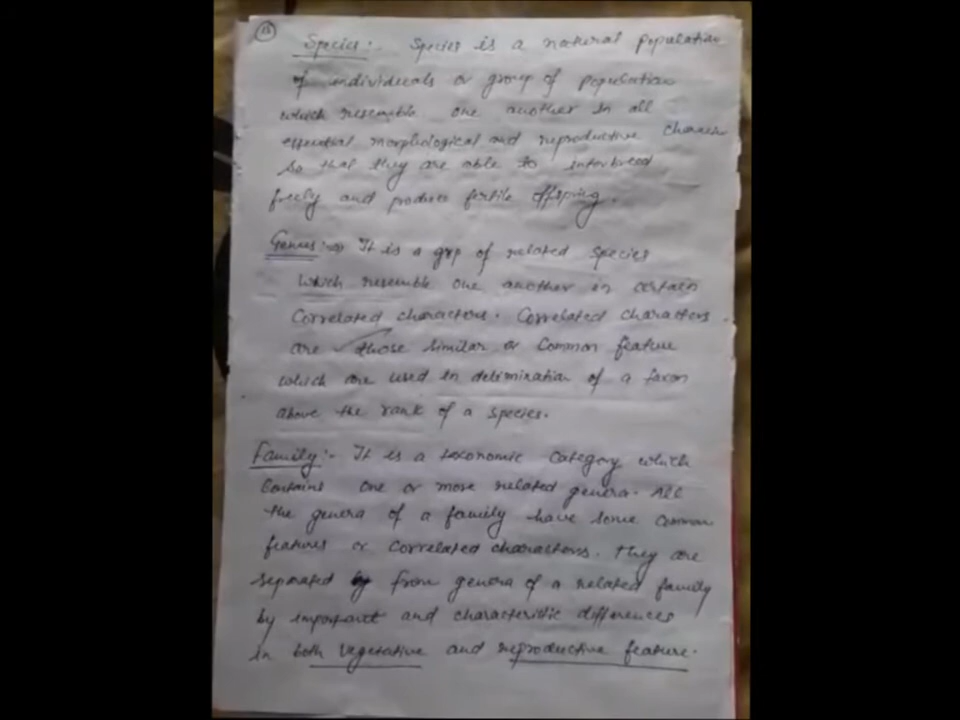 Species:- Species is a natural population
of individuals or group of population
which resemble one another in all
essential morphological and reproductive
so that they are able to interbreed
freely and produce fertile offspring.
Genus:- It is a grp of related species
which resemble one another in certain
Correlated characters. Correlated characters
are those similar or common feature
which are used in delimination of a taxon
above the rank of a species.
Family:- It is a taxonomic category which
contains one or more related genera. All
the genera of a family have some common
features or correlated characters. They are
seperated from genera of a related family
by important and characteristic differences
in both vegetative and reproductive feature.